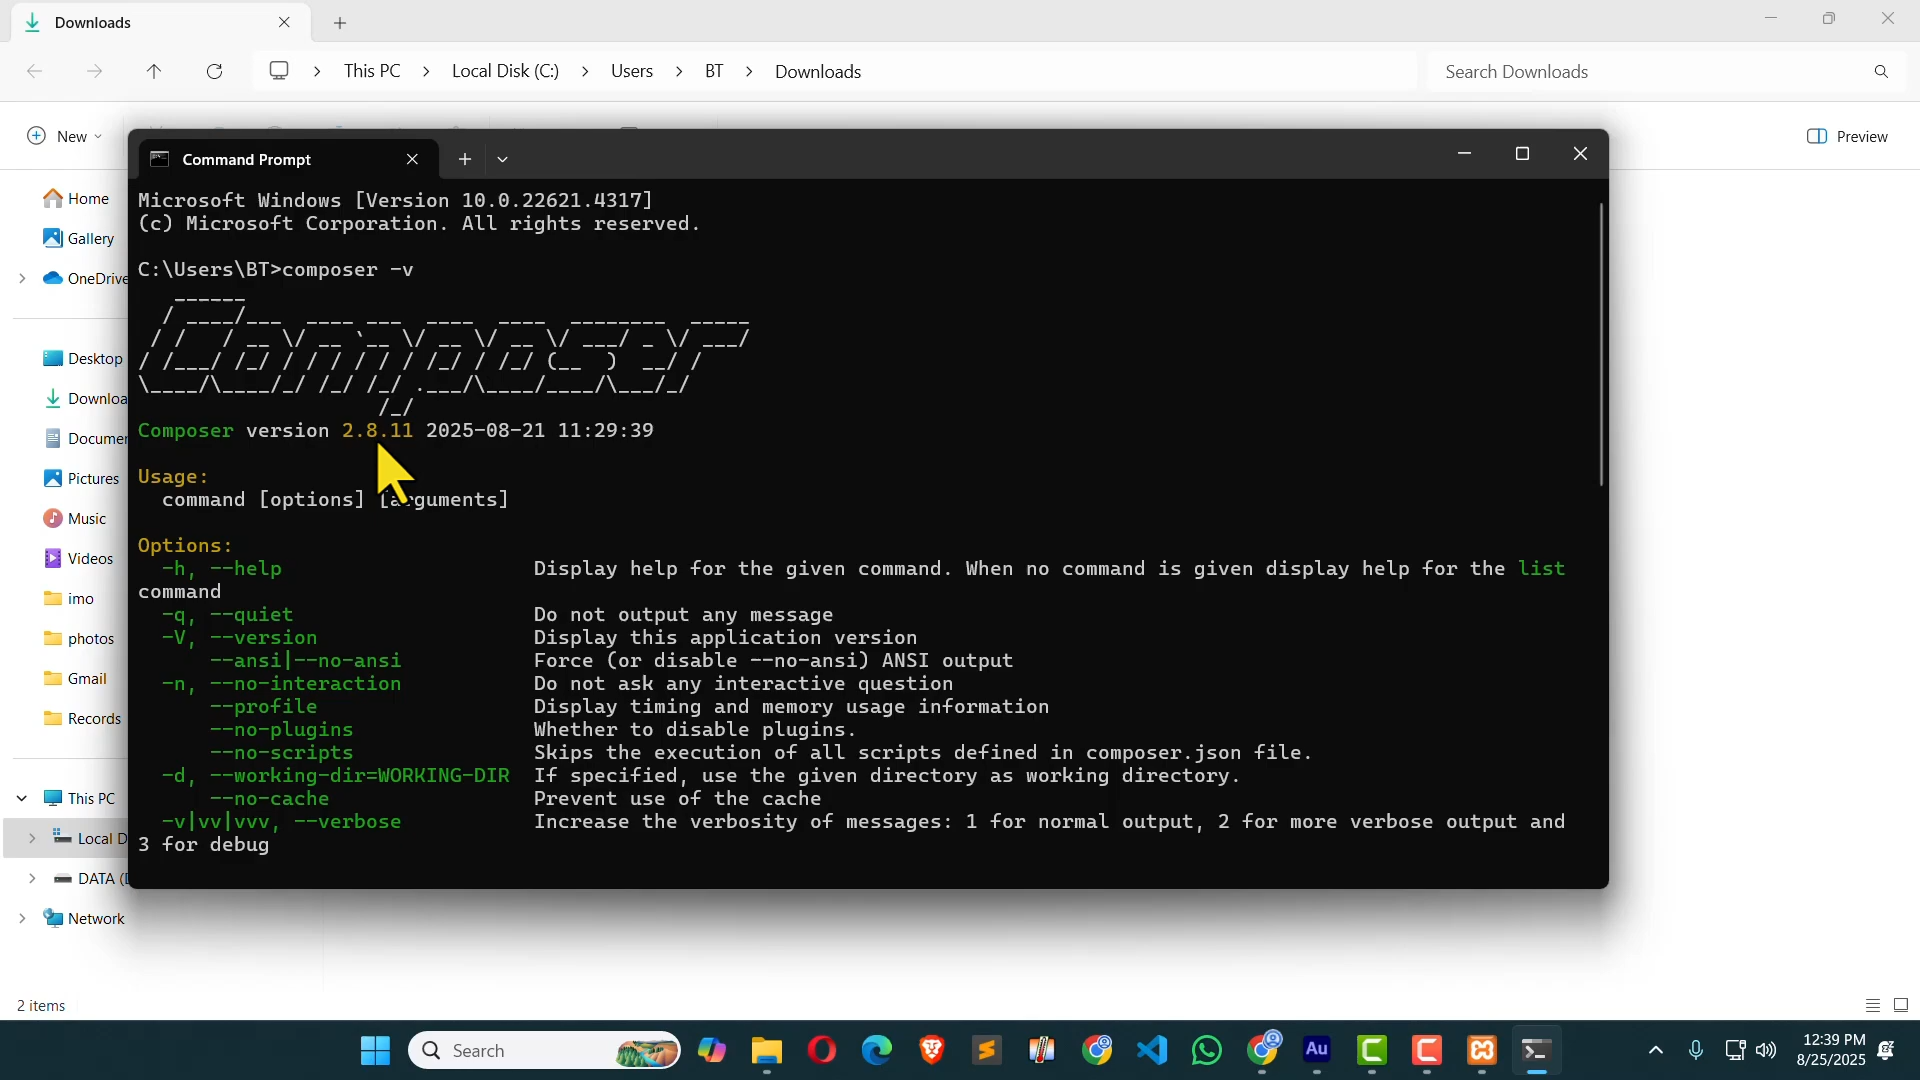 Downloads
This PC > Local Disk (C:) > Users > BT > Downloads
Search Downloads
New
Preview
Home
Gallery
OneDrive
Desktop
Downloa
Documen
Pictures
Music
Videos
imo
photos
Gmail
Records
This PC
Local D
DATA (D
Network
2 items
Command Prompt
Microsoft Windows [Version 10.0.22621.4317]
(c) Microsoft Corporation. All rights reserved.
C:\Users\BT>composer -v
Composer
Composer version 2.8.11 2025-08-21 11:29:39
Usage:
command [options] [arguments]
Options:
-h, --help Display help for the given command. When no command is given display help for the list
command
-q, --quiet Do not output any message
-V, --version Display this application version
--ansi|--no-ansi Force (or disable --no-ansi) ANSI output
-n, --no-interaction Do not ask any interactive question
--profile Display timing and memory usage information
--no-plugins Whether to disable plugins.
--no-scripts Skips the execution of all scripts defined in composer.json file.
-d, --working-dir=WORKING-DIR If specified, use the given directory as working directory.
--no-cache Prevent use of the cache
-v|vv|vvv, --verbose Increase the verbosity of messages: 1 for normal output, 2 for more verbose output and
3 for debug
Search
Au
12:39 PM
8/25/2025